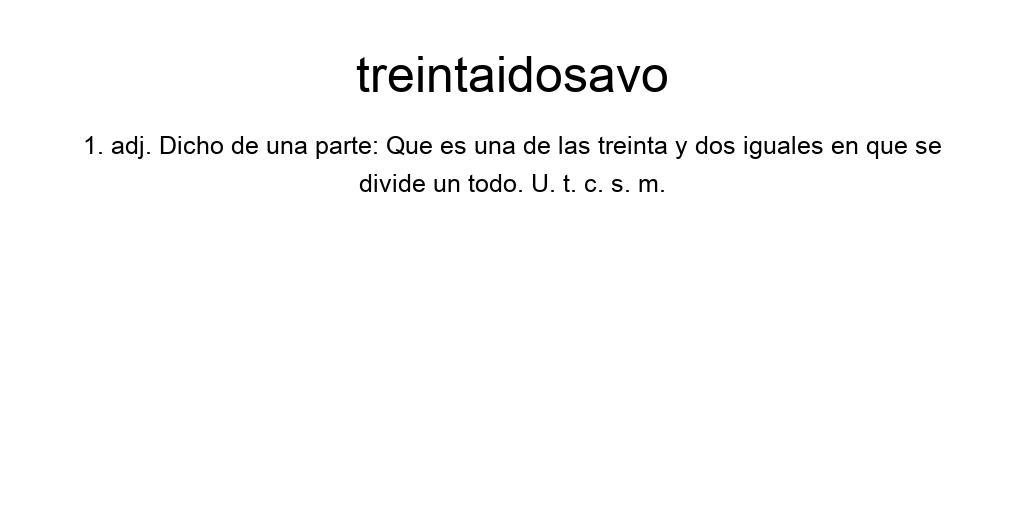 treintaidosavo
1. adj. Dicho de una parte: Que es una de las treinta y dos iguales en que se
divide un todo. U. t. c. s. m.